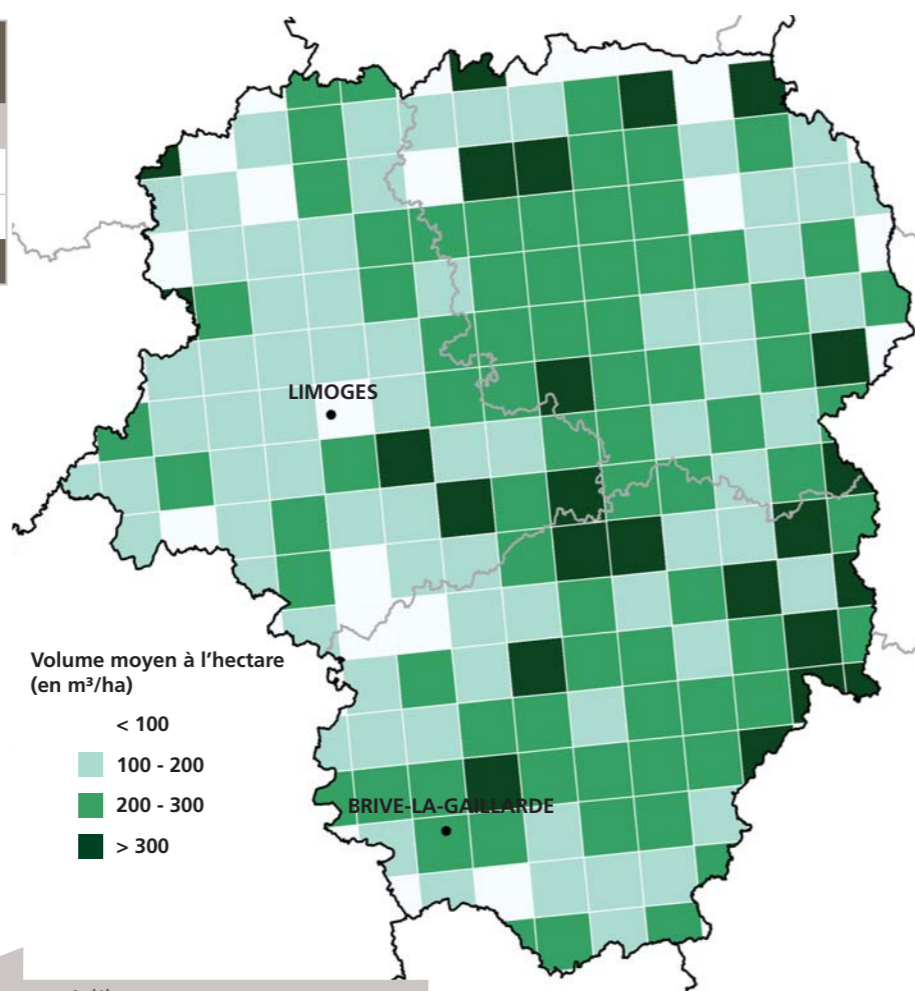 LIMOGES
Volume moyen à l'hectare
(en m³/ha)
< 100
100 - 200
200 - 300
> 300
BRIVE-LA-GAILLARDE